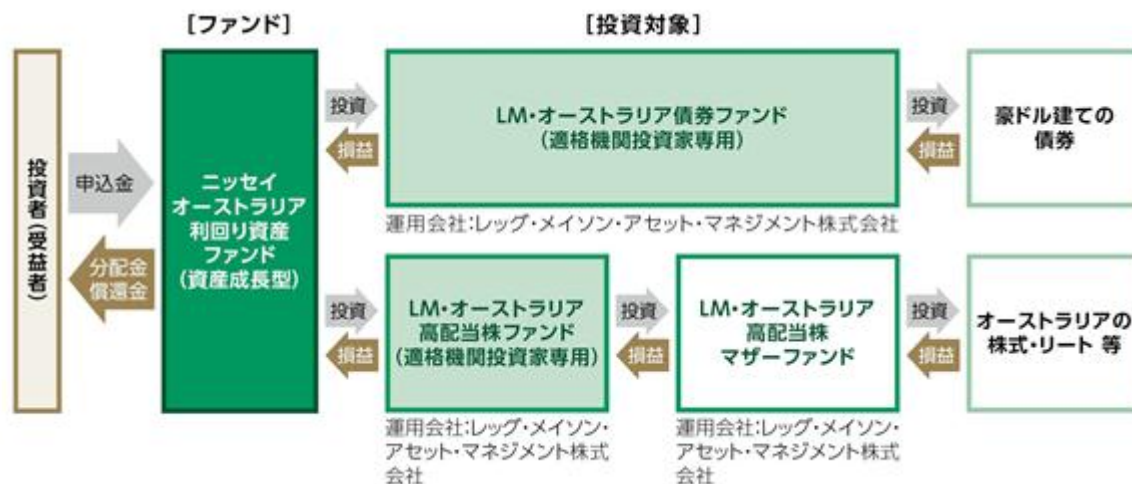 ［ファンド］
［投資対象］
投資者（受益者）
申込金
分配金
償還金
ニッセイ
オーストラリア
利回り資産
ファンド
（資産成長型）
投資
損益
LM・オーストラリア債券ファンド
（適格機関投資家専用）
運用会社：レッグ・メイソン・アセット・マネジメント株式会社
投資
損益
豪ドル建ての
債券
投資
損益
LM・オーストラリア
高配当株ファンド
（適格機関投資家専用）
運用会社：レッグ・メイソン・
アセット・マネジメント株式
会社
投資
損益
LM・オーストラリア
高配当株
マザーファンド
運用会社：レッグ・メイソン・
アセット・マネジメント株式
会社
投資
損益
オーストラリアの
株式・リート 等